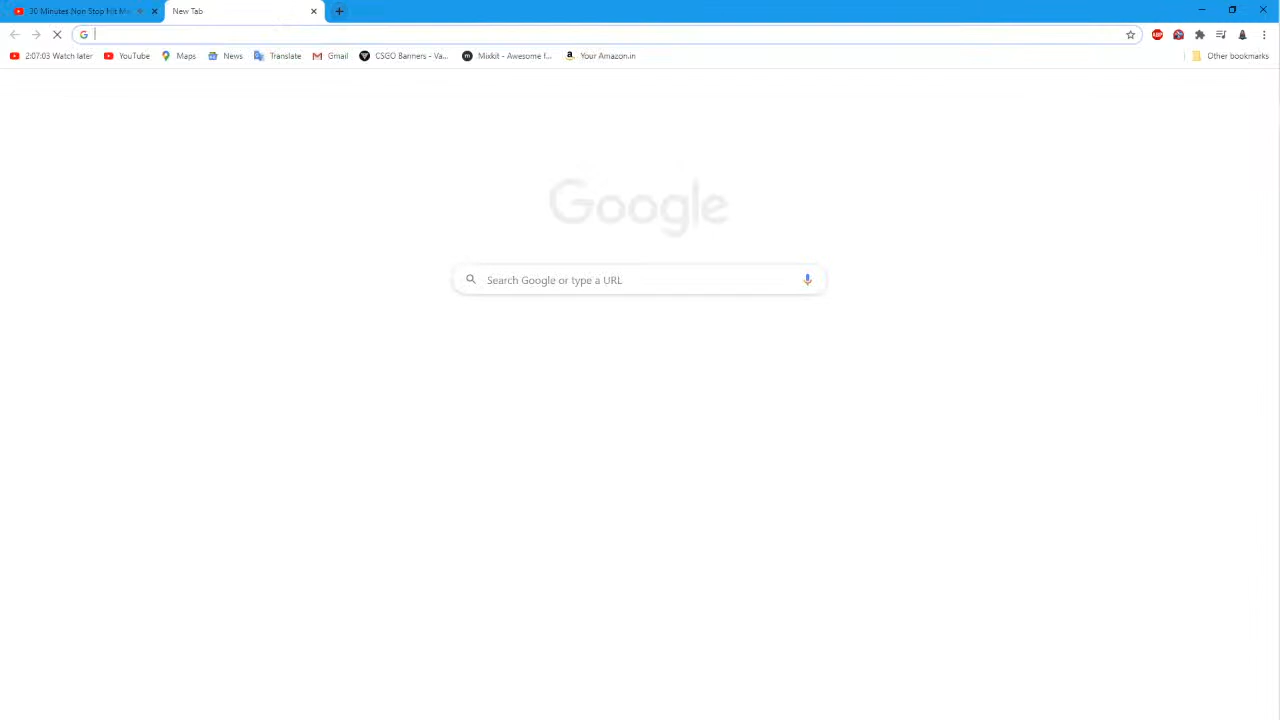 30 Minutes Non Stop Hit Mu
New Tab
2:07:03 Watch later
YouTube
Maps
News
Translate
Gmail
CSGO Banners - Va...
Mixkit - Awesome f...
Your Amazon.in
Other bookmarks
Google
Search Google or type a URL